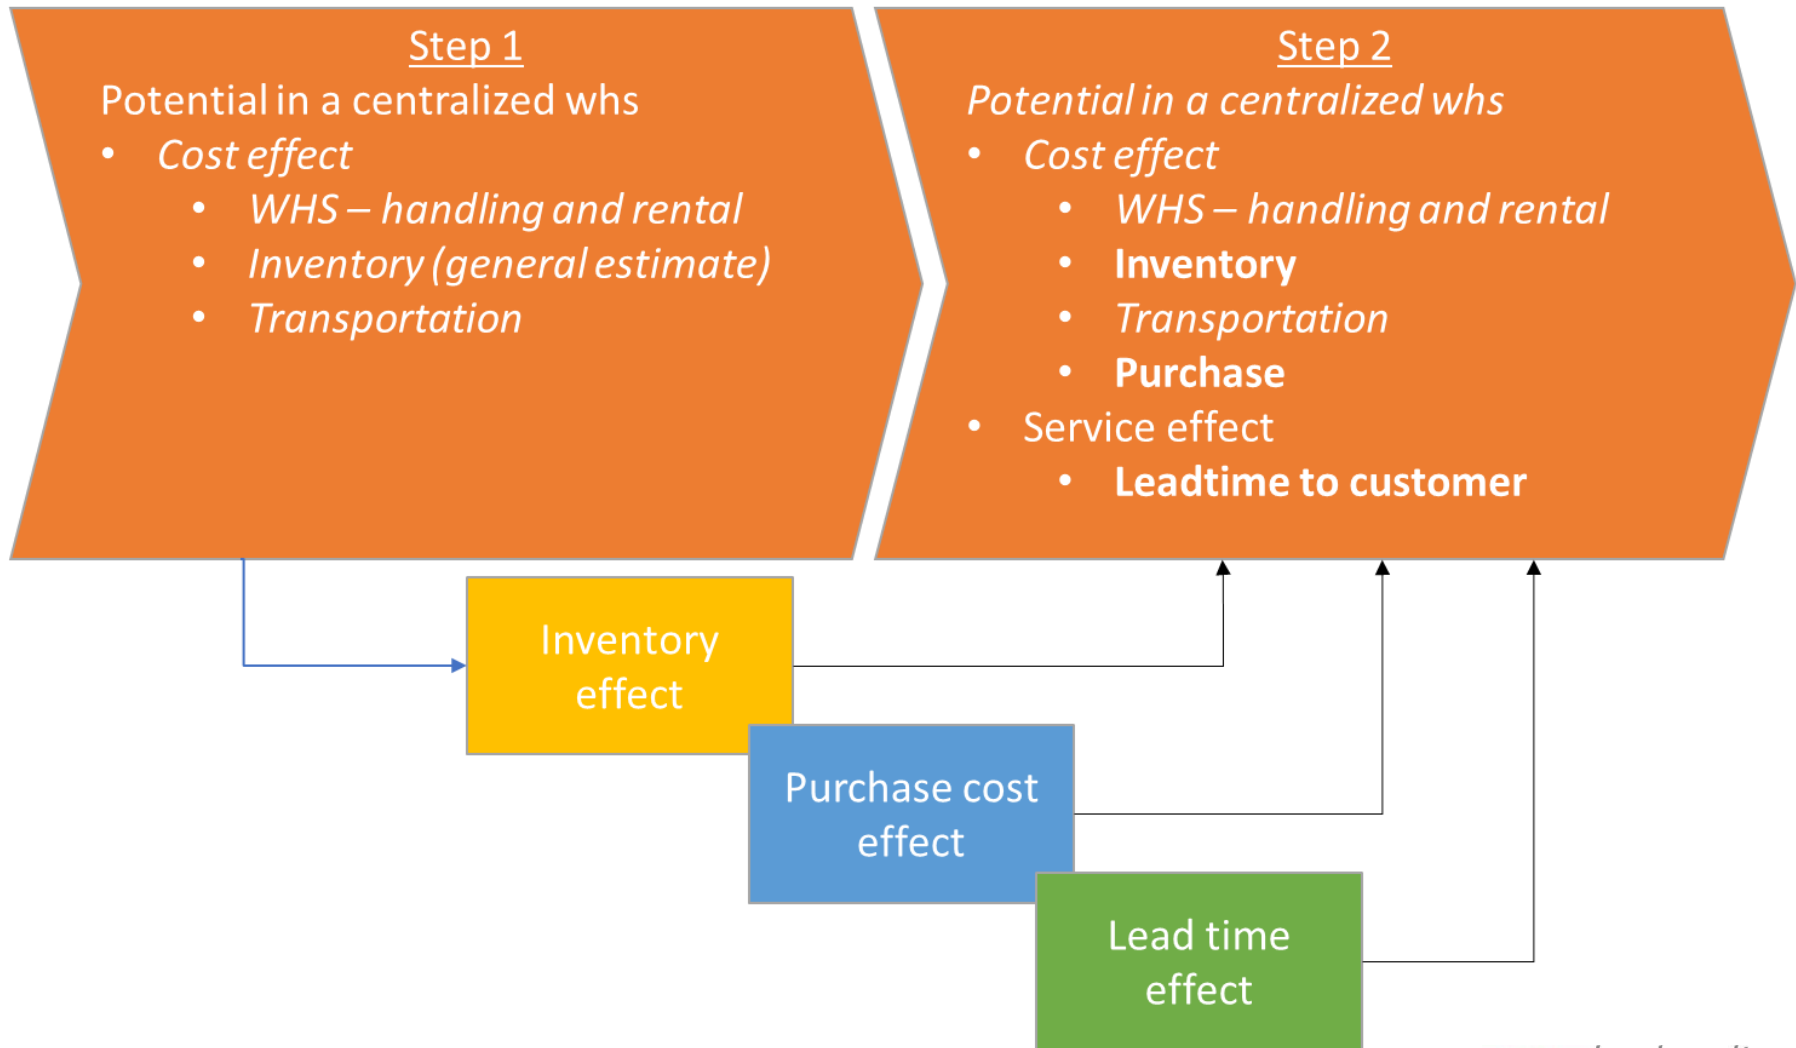 Step 1
Potential in a centralized whs
• Cost effect
• WHS – handling and rental
• Inventory (general estimate)
• Transportation
Step 2
Potential in a centralized whs
• Cost effect
• WHS – handling and rental
• Inventory
• Transportation
• Purchase
• Service effect
• Leadtime to customer
Inventory
effect
Purchase cost
effect
Lead time
effect